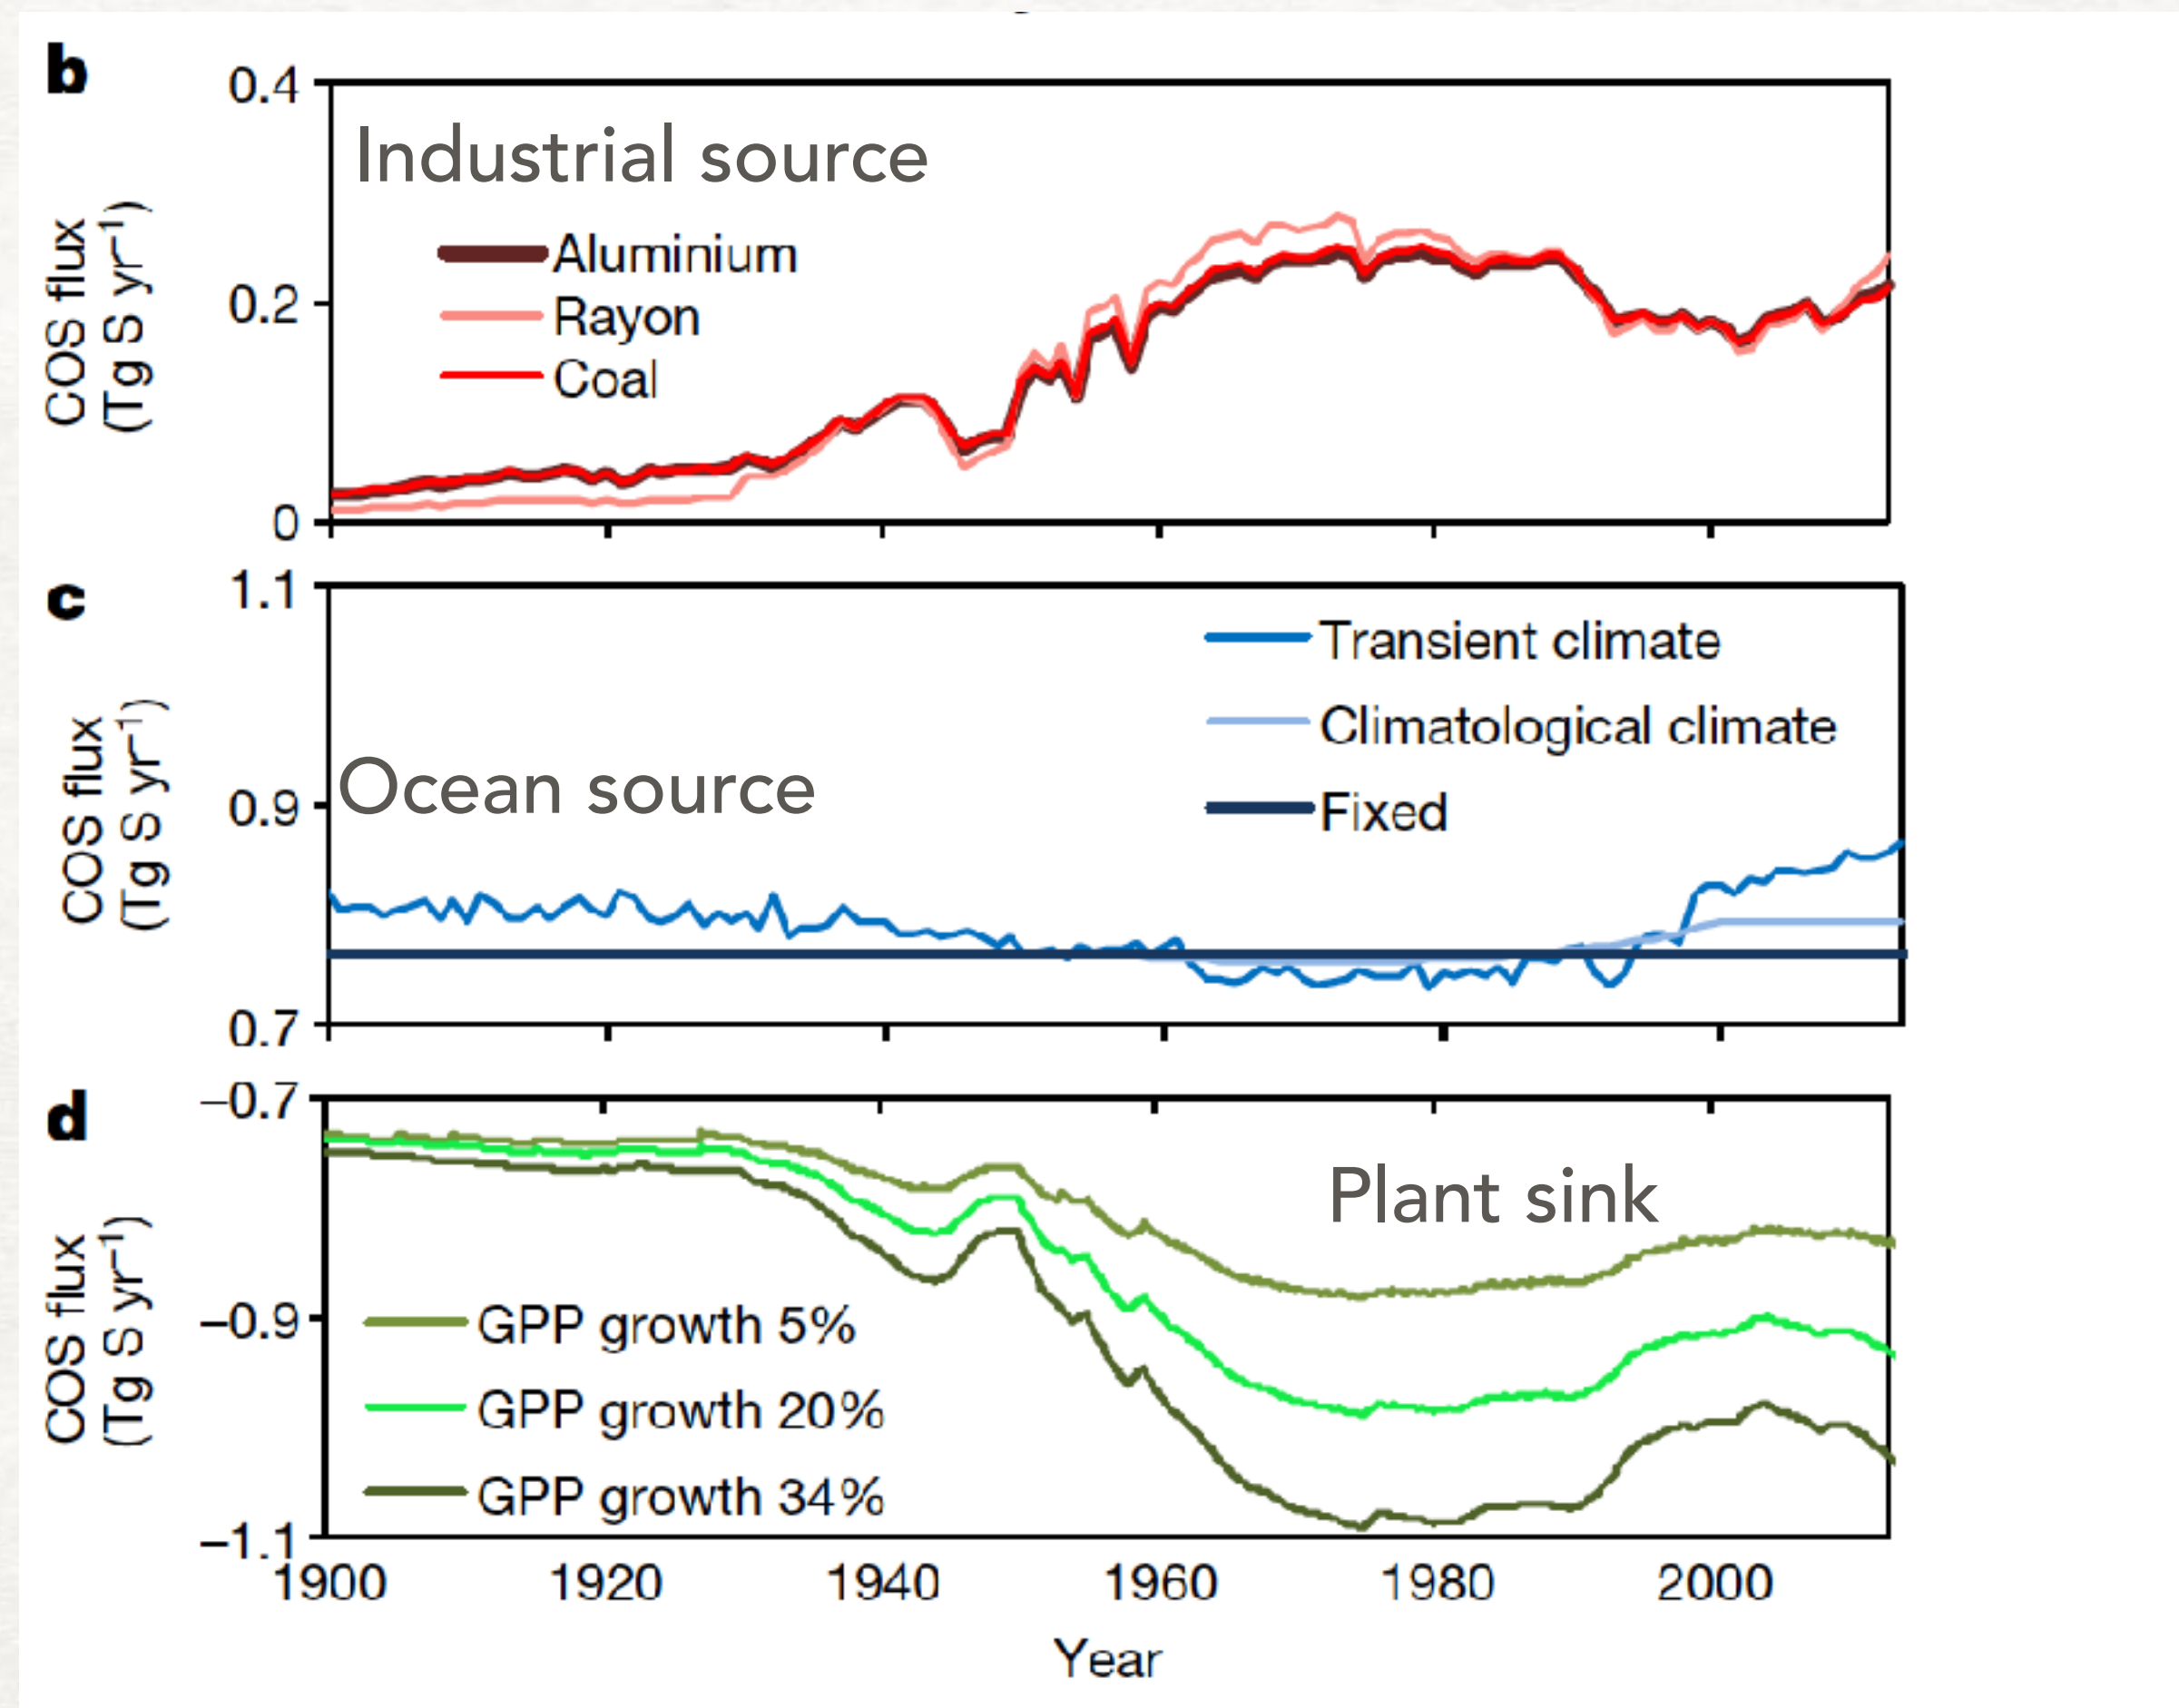 b
0.4
Industrial source
Aluminium
Rayon
Coal
0.2
0
COS flux
(Tg S yr⁻¹)
c
1.1
Transient climate
Climatological climate
Fixed
Ocean source
0.9
0.7
COS flux
(Tg S yr⁻¹)
d
−0.7
Plant sink
−0.9
GPP growth 5%
GPP growth 20%
GPP growth 34%
−1.1
COS flux
(Tg S yr⁻¹)
1900 1920 1940 1960 1980 2000
Year